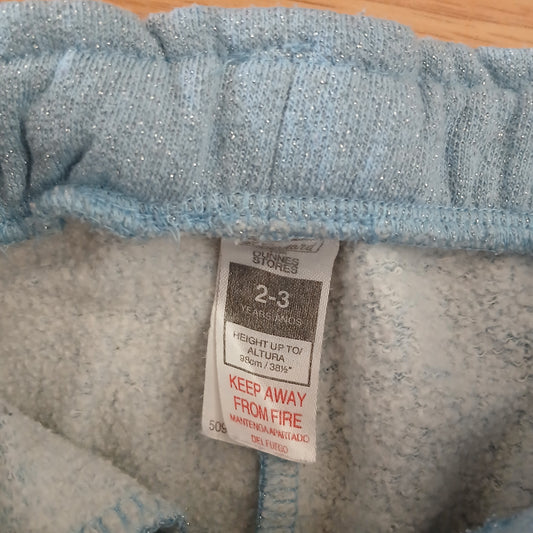 DUNNES
STORES
2-3
YEARS/AÑOS
HEIGHT UP TO/
ALTURA
98cm / 38½"
KEEP AWAY
FROM FIRE
MANTENGA APARTADO
DEL FUEGO
509